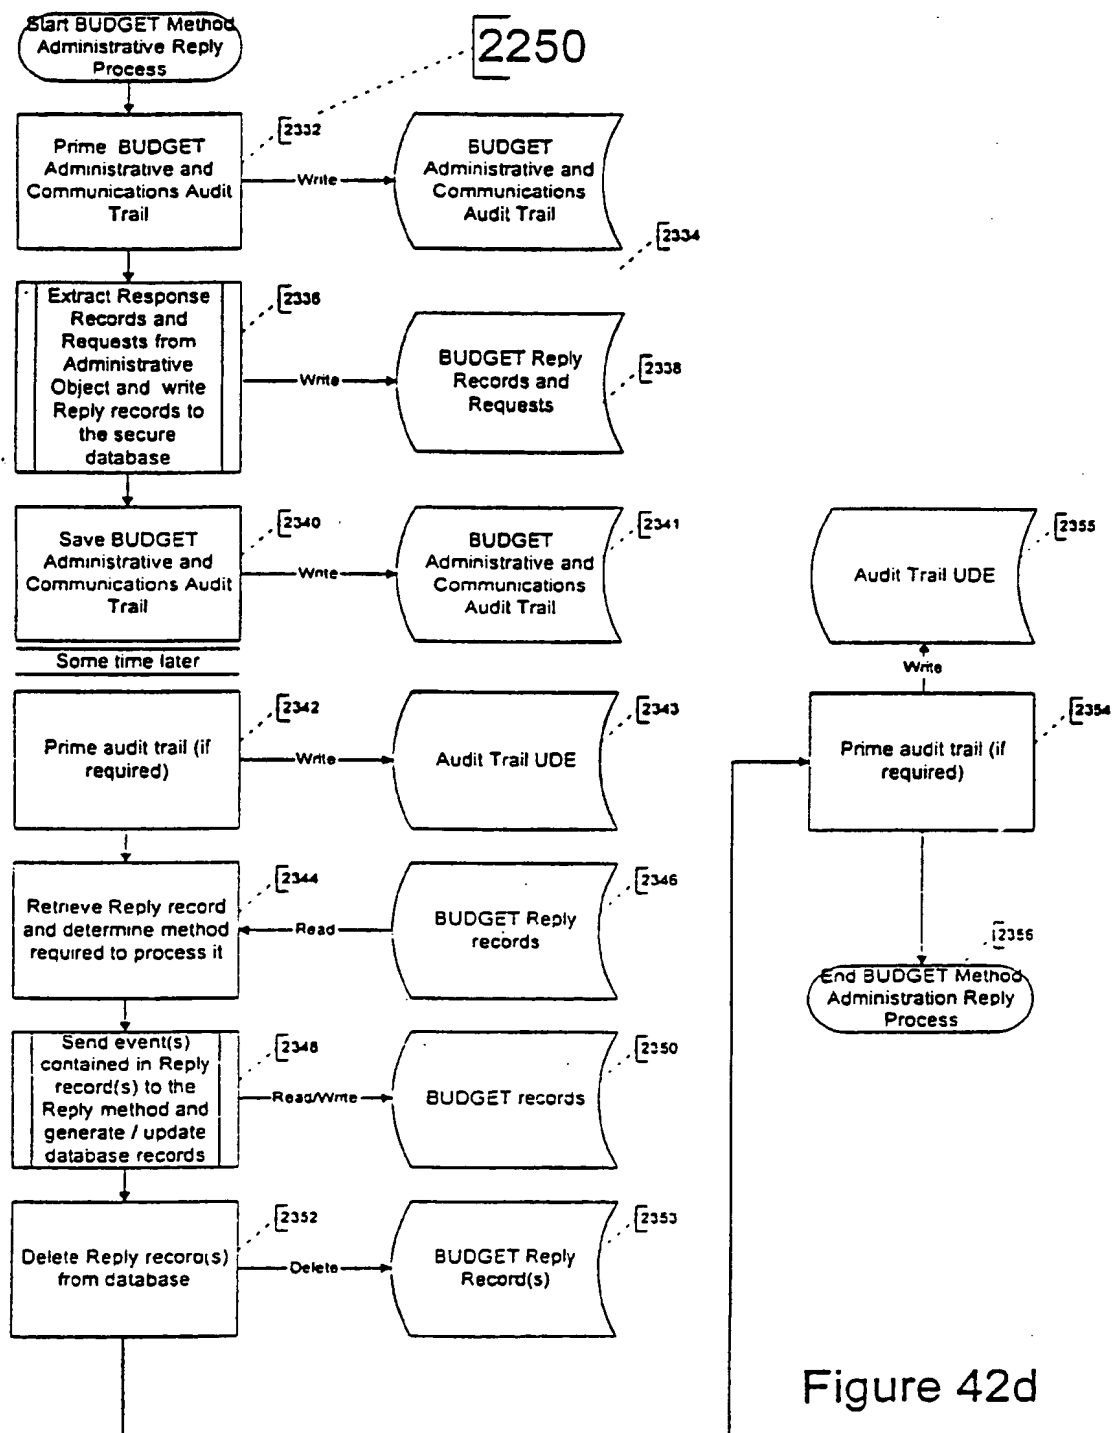 Start BUDGET Method
Administrative Reply
Process
2250
2332
Prime BUDGET
Administrative and
Communications Audit
Trail
Write
BUDGET
Administrative and
Communications
Audit Trail
2334
Extract Response
Records and
Requests from
Administrative
Object and write
Reply records to
the secure
database
2336
Write
BUDGET Reply
Records and
Requests
2338
Save BUDGET
Administrative and
Communications Audit
Trail
2340
Write
BUDGET
Administrative and
Communications
Audit Trail
2341
Some time later
Prime audit trail (if
required)
2342
Write
Audit Trail UDE
2343
Retrieve Reply record
and determine method
required to process it
2344
Read
BUDGET Reply
records
2346
Send event(s)
contained in Reply
record(s) to the
Reply method and
generate / update
database records
2348
Read/Write
BUDGET records
2350
Delete Reply record(s)
from database
2352
Delete
BUDGET Reply
Record(s)
2353
Audit Trail UDE
2355
Write
Prime audit trail (if
required)
2354
2356
End BUDGET Method
Administration Reply
Process
Figure 42d